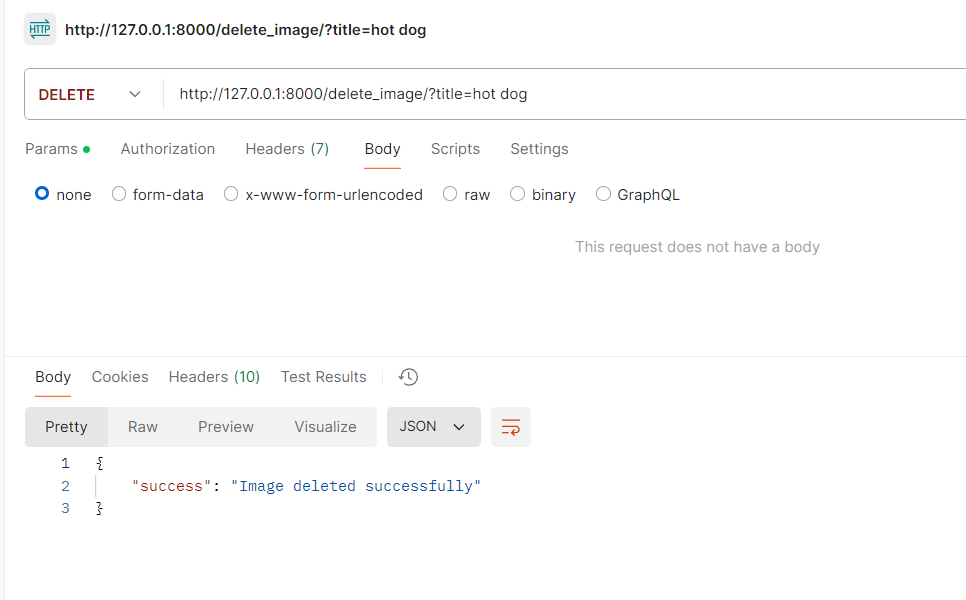 HTTP http://127.0.0.1:8000/delete_image/?title=hot dog
DELETE http://127.0.0.1:8000/delete_image/?title=hot dog
Params Authorization Headers (7) Body Scripts Settings
none form-data x-www-form-urlencoded raw binary GraphQL
This request does not have a body
Body Cookies Headers (10) Test Results
Pretty Raw Preview Visualize JSON
1 {
2 "success": "Image deleted successfully"
3 }